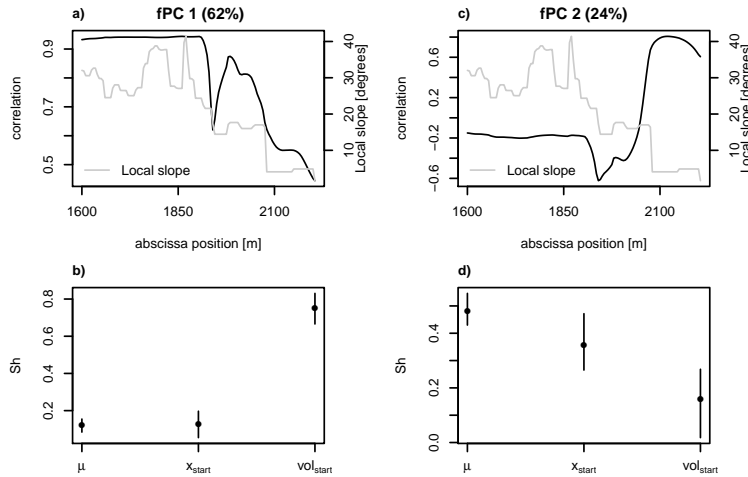 a)
fPC 1 (62%)
0.5
0.7
0.9
correlation
10
20
30
40
Local slope [degrees]
Local slope
1600
1850
2100
abscissa position [m]
c)
fPC 2 (24%)
−0.6
−0.2
0.2
0.6
correlation
10
20
30
40
Local slope [degrees]
Local slope
1600
1850
2100
abscissa position [m]
b)
0.2
0.4
0.6
0.8
Sh
μ
xstart
volstart
d)
0.0
0.2
0.4
Sh
μ
xstart
volstart